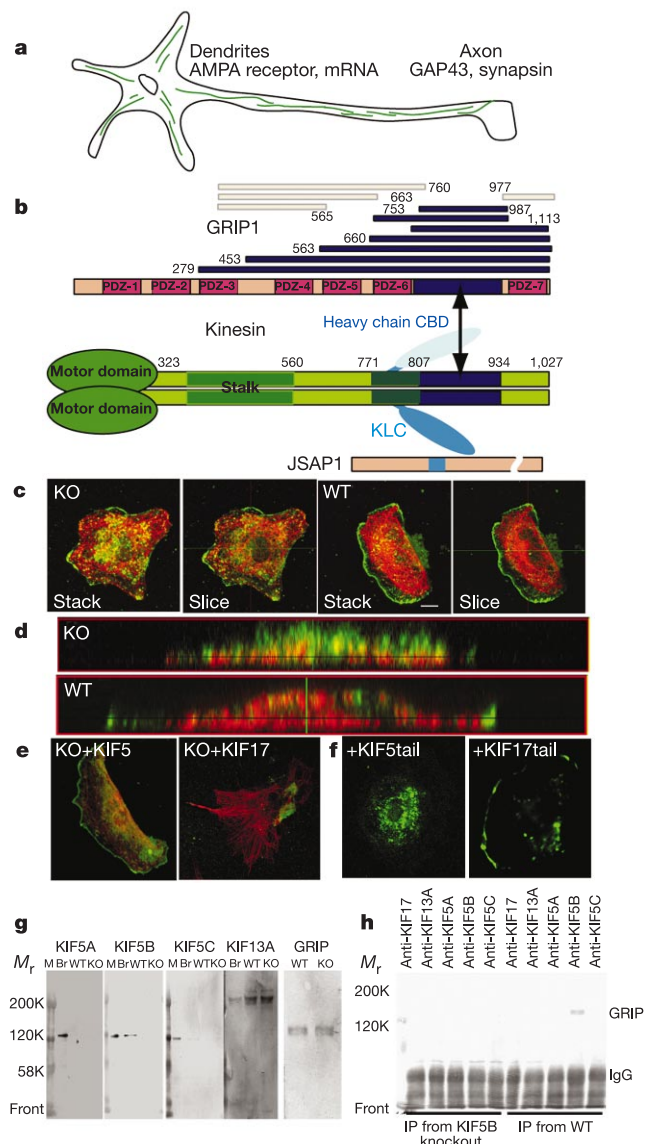 a
Dendrites
AMPA receptor, mRNA
Axon
GAP43, synapsin
b
760
977
663
565
753
987
GRIP1
1,113
660
563
453
279
PDZ-1 PDZ-2 PDZ-3 PDZ-4 PDZ-5 PDZ-6 PDZ-7
Kinesin
Heavy chain CBD
323 560 771 807 934 1,027
Motor domain
Stalk
Motor domain
KLC
JSAP1
c
KO
WT
Stack
Slice
Stack
Slice
d
KO
WT
e
KO+KIF5
KO+KIF17
f
+KIF5tail
+KIF17tail
g
KIF5A KIF5B KIF5C KIF13A GRIP
Mr M Br WT KO M Br WT KO M Br WT KO Br WT KO WT KO
200K
120K
58K
Front
h
Anti-KIF17
Anti-KIF13A
Anti-KIF5A
Anti-KIF5B
Anti-KIF5C
Anti-KIF17
Anti-KIF13A
Anti-KIF5A
Anti-KIF5B
Anti-KIF5C
Mr
200K
GRIP
120K
IgG
Front
IP from KIF5B knockout
IP from WT